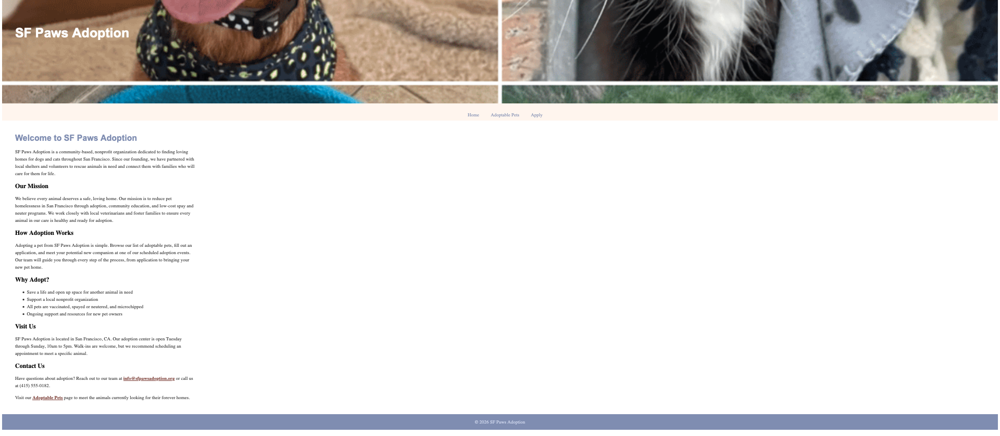 SF Paws Adoption
Home Adoptable Pets Apply
Welcome to SF Paws Adoption
SF Paws Adoption is a community-based, nonprofit organization dedicated to finding loving
homes for dogs and cats throughout San Francisco. Since our founding, we have partnered with
local shelters and volunteers to rescue animals in need and connect them with families who will
care for them for life.
Our Mission
We believe every animal deserves a safe, loving home. Our mission is to reduce pet
homelessness in San Francisco through adoption, community education, and low-cost spay and
neuter programs. We work closely with local veterinarians and foster families to ensure every
animal in our care is healthy and ready for adoption.
How Adoption Works
Adopting a pet from SF Paws Adoption is simple. Browse our list of adoptable pets, fill out an
application, and meet your potential new companion at one of our scheduled adoption events.
Our team will guide you through every step of the process, from application to bringing your
new pet home.
Why Adopt?
▪ Save a life and open up space for another animal in need
▪ Support a local nonprofit organization
▪ All pets are vaccinated, spayed or neutered, and microchipped
▪ Ongoing support and resources for new pet owners
Visit Us
SF Paws Adoption is located in San Francisco, CA. Our adoption center is open Tuesday
through Sunday, 10am to 5pm. Walk-ins are welcome, but we recommend scheduling an
appointment to meet a specific animal.
Contact Us
Have questions about adoption? Reach out to our team at info@sfpawsadoption.org or call us
at (415) 555-0182.
Visit our Adoptable Pets page to meet the animals currently looking for their forever homes.
© 2026 SF Paws Adoption